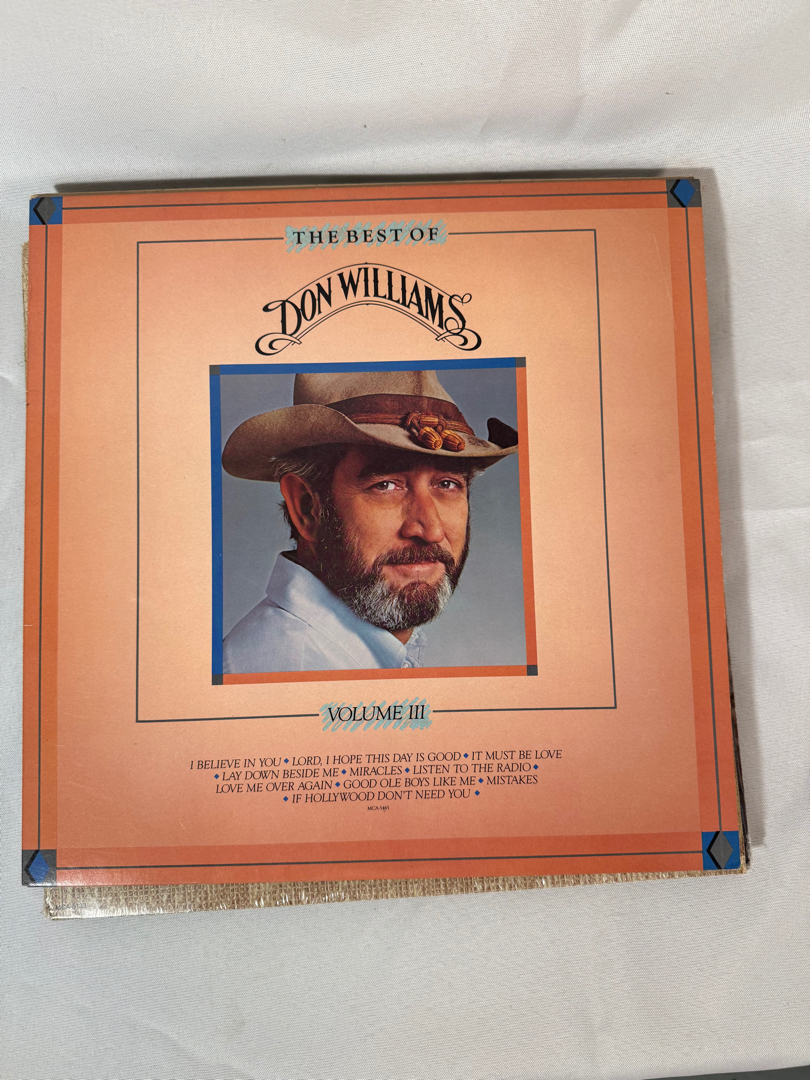 THE BEST OF
DON WILLIAMS
VOLUME III
I BELIEVE IN YOU ◆ LORD, I HOPE THIS DAY IS GOOD ◆ IT MUST BE LOVE
◆ LAY DOWN BESIDE ME ◆ MIRACLES ◆ LISTEN TO THE RADIO ◆
LOVE ME OVER AGAIN ◆ GOOD OLE BOYS LIKE ME ◆ MISTAKES
◆ IF HOLLYWOOD DON'T NEED YOU ◆